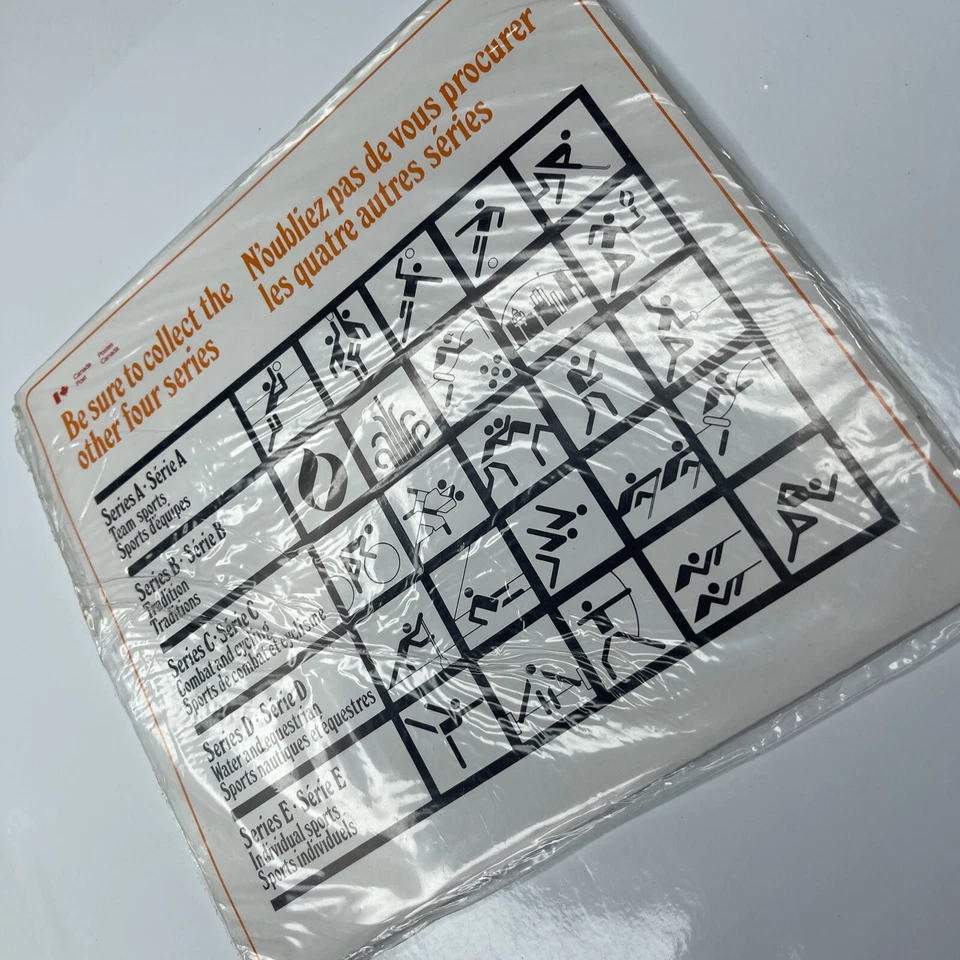 Canada Post
Postes Canada
Be sure to collect the
other four series
N'oubliez pas de vous procurer
les quatre autres séries
Series A · Série A
Team sports
Sports d'équipes
Series B · Série B
Tradition
Traditions
Series C · Série C
Combat and cycling
Sports de combat et cyclisme
Series D · Série D
Water and equestrian
Sports nautiques et équestres
Series E · Série E
Individual sports
Sports individuels